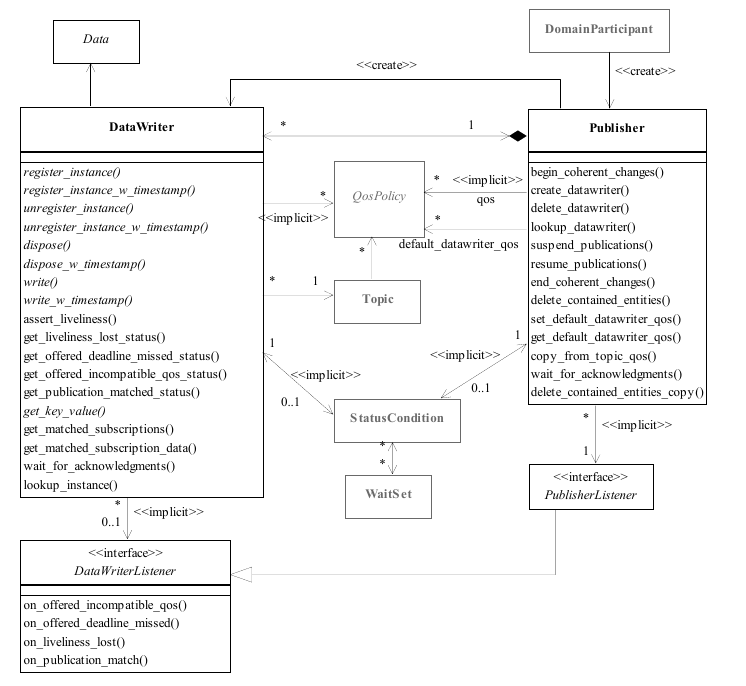 Data
DomainParticipant
<<create>>
<<create>>
DataWriter
*
1
Publisher
register_instance()
register_instance_w_timestamp()
unregister_instance()
unregister_instance_w_timestamp()
dispose()
dispose_w_timestamp()
write()
write_w_timestamp()
assert_liveliness()
get_liveliness_lost_status()
get_offered_deadline_missed_status()
get_offered_incompatible_qos_status()
get_publication_matched_status()
get_key_value()
get_matched_subscriptions()
get_matched_subscription_data()
wait_for_acknowledgments()
lookup_instance()
*
<<implicit>>
QosPolicy
*
<<implicit>>
qos
*
default_datawriter_qos
*
*
1
Topic
begin_coherent_changes()
create_datawriter()
delete_datawriter()
lookup_datawriter()
suspend_publications()
resume_publications()
end_coherent_changes()
delete_contained_entities()
set_default_datawriter_qos()
get_default_datawriter_qos()
copy_from_topic_qos()
wait_for_acknowledgments()
delete_contained_entities_copy()
1
<<implicit>>
0..1
1
<<implicit>>
0..1
StatusCondition
*
*
WaitSet
*
<<implicit>>
1
<<interface>>
PublisherListener
*
0..1
<<implicit>>
<<interface>>
DataWriterListener
on_offered_incompatible_qos()
on_offered_deadline_missed()
on_liveliness_lost()
on_publication_match()